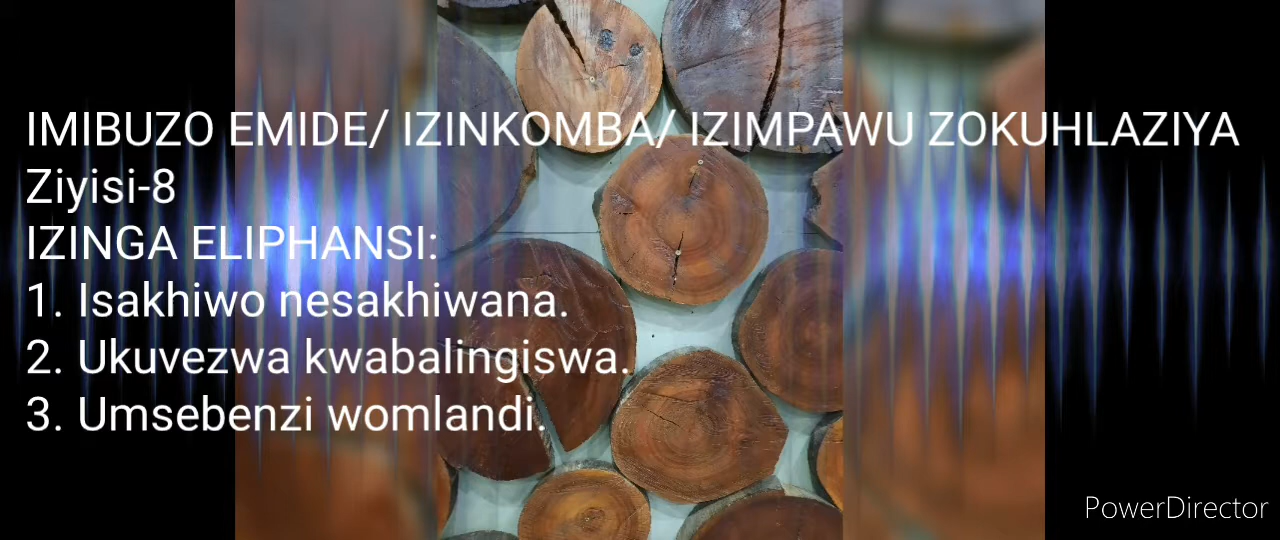 IMIBUZO EMIDE/ IZINKOMBA/ IZIMPAWU ZOKUHLAZIYA
Ziyisi-8
IZINGA ELIPHANSI:
1. Isakhiwo nesakhiwana.
2. Ukuvezwa kwabalingiswa.
3. Umsebenzi womlandi.
PowerDirector